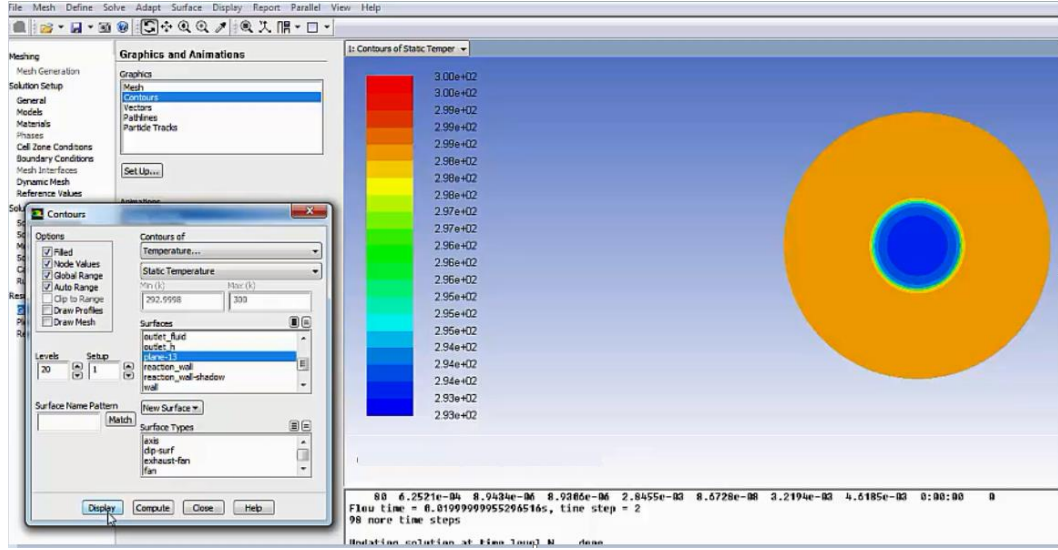 File Mesh Define Solve Adapt Surface Display Report Parallel View Help
Meshing
Mesh Generation
Solution Setup
General
Models
Materials
Phases
Cell Zone Conditions
Boundary Conditions
Mesh Interfaces
Dynamic Mesh
Reference Values
Graphics and Animations
Graphics
Mesh
Contours
Vectors
Pathlines
Particle Tracks
Set Up...
Contours
Options
Filled
Node Values
Global Range
Auto Range
Clip to Range
Draw Profiles
Draw Mesh
Levels Setup
20 1
Surface Name Pattern
Match
Contours of
Temperature...
Static Temperature
Min (k) Max (k)
292.9998 300
Surfaces
outlet_fluid
outlet_h
plane-13
reaction_wall
reaction_wall-shadow
wall
New Surface
Surface Types
axis
clip-surf
exhaust-fan
fan
Display Compute Close Help
1: Contours of Static Temper
3.00e+02
3.00e+02
2.99e+02
2.99e+02
2.99e+02
2.98e+02
2.98e+02
2.98e+02
2.97e+02
2.97e+02
2.96e+02
2.96e+02
2.96e+02
2.95e+02
2.95e+02
2.95e+02
2.94e+02
2.94e+02
2.94e+02
2.93e+02
2.93e+02
80 6.2521e-04 8.9434e-06 8.9306e-06 2.8455e-03 8.6728e-08 3.2194e-03 4.6185e-03 0:00:00 0
Flow time = 0.01999999955296516s, time step = 2
98 more time steps
Updating solution at time level N... done